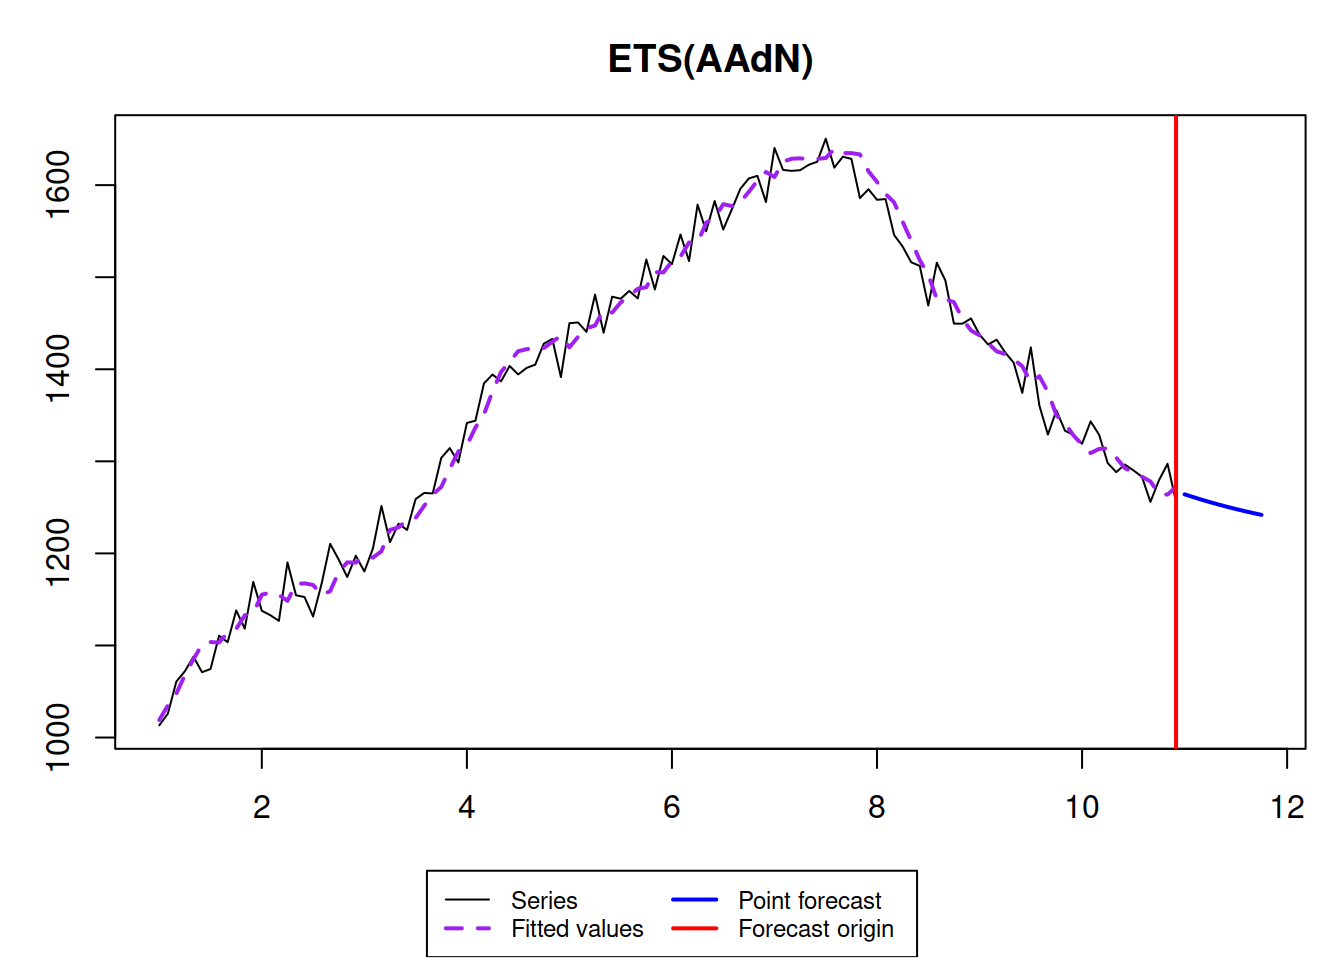 ETS(AAdN)
1600
1400
1200
1000
2 4 6 8 10 12
Series Point forecast
Fitted values Forecast origin